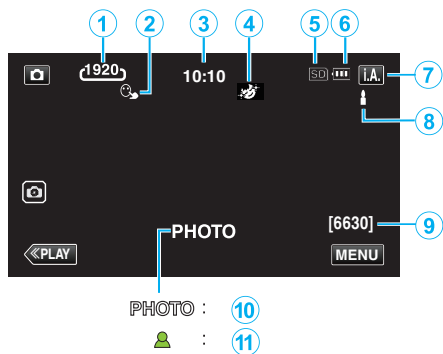 1 2 3 4 5 6
1920 10:10 SD i.A. 7
8
[6630] 9
PHOTO
≪PLAY MENU
PHOTO : 10
: 11